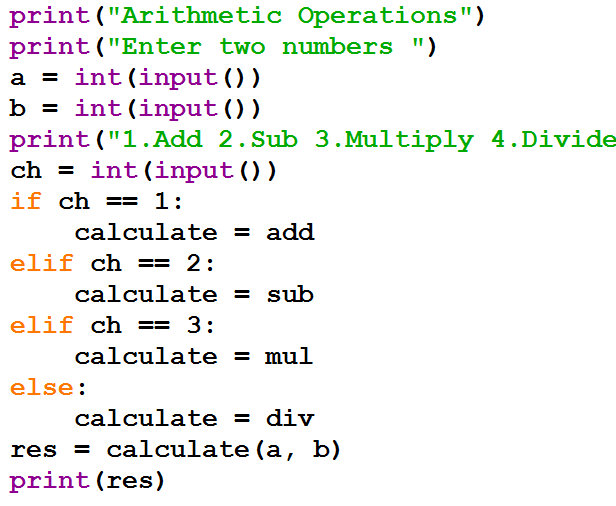 print("Arithmetic Operations")
print("Enter two numbers ")
a = int(input())
b = int(input())
print("1.Add 2.Sub 3.Multiply 4.Divide
ch = int(input())
if ch == 1:
    calculate = add
elif ch == 2:
    calculate = sub
elif ch == 3:
    calculate = mul
else:
    calculate = div
res = calculate(a, b)
print(res)